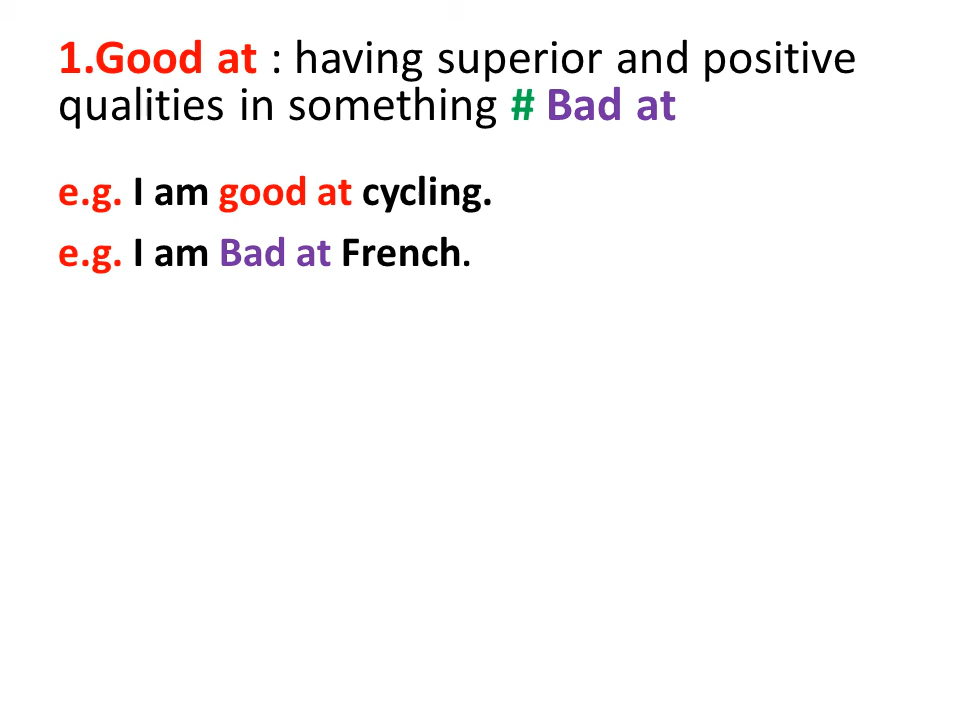 1.Good at : having superior and positive
qualities in something # Bad at
e.g. I am good at cycling.
e.g. I am Bad at French.